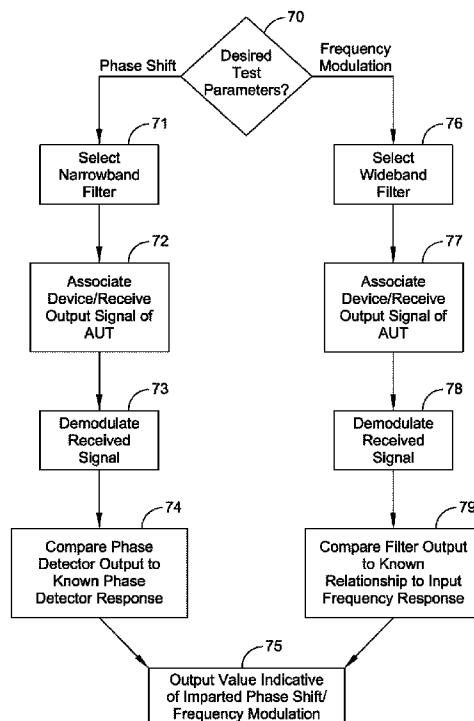 70
Desired
Test
Parameters?
Phase Shift
Frequency
Modulation
71
Select
Narrowband
Filter
76
Select
Wideband
Filter
72
Associate
Device/Receive
Output Signal of
AUT
77
Associate
Device/Receive
Output Signal of
AUT
73
Demodulate
Received
Signal
78
Demodulate
Received
Signal
74
Compare Phase
Detector Output to
Known Phase
Detector Response
79
Compare Filter Output
to Known
Relationship to Input
Frequency Response
75
Output Value Indicative
of Imparted Phase Shift/
Frequency Modulation